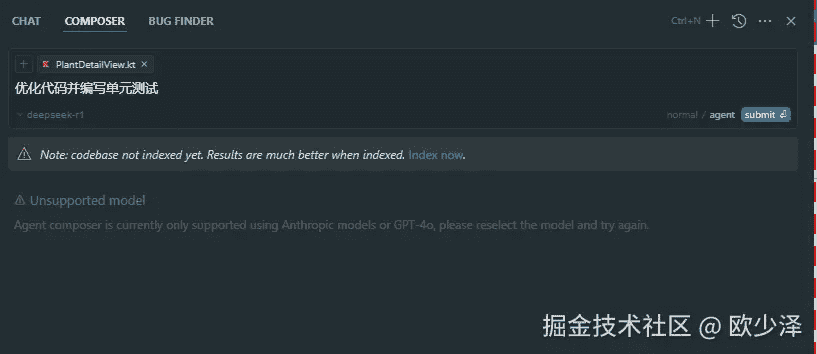 CHAT COMPOSER BUG FINDER Ctrl+N
PlantDetailView.kt
优化代码并编写单元测试
deepseek-r1 normal / agent submit
Note: codebase not indexed yet. Results are much better when indexed. Index now.
Unsupported model
Agent composer is currently only supported using Anthropic models or GPT-4o, please reselect the model and try again.
掘金技术社区 @ 欧少泽